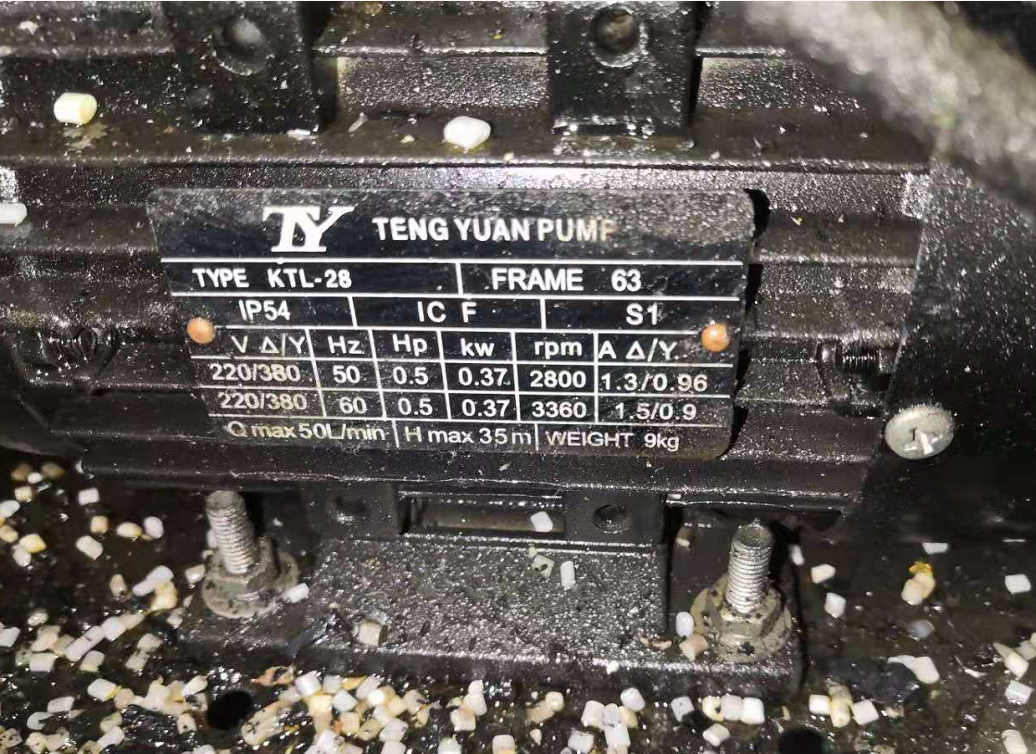 TY TENG YUAN PUMP
TYPE KTL-28 FRAME 63
IP54 IC F S1
V Δ/Y Hz Hp kw rpm A Δ/Y
220/380 50 0.5 0.37 2800 1.3/0.96
220/380 60 0.5 0.37 3360 1.5/0.9
Q max 50L/min H max 35m WEIGHT 9kg